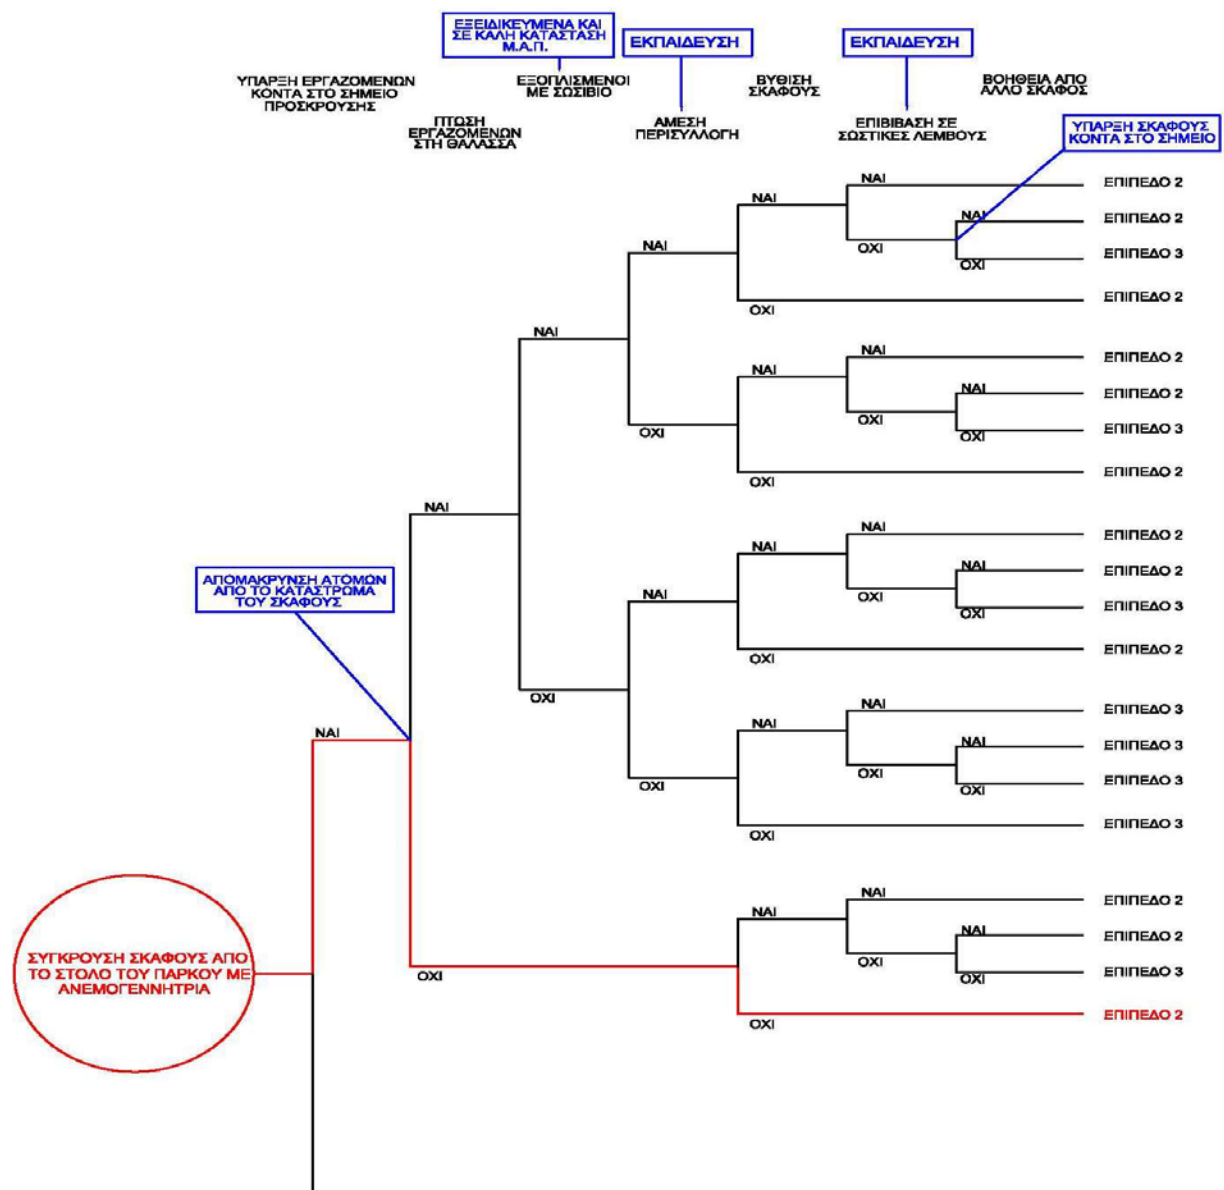 ΕΞΕΙΔΙΚΕΥΜΕΝΑ ΚΑΙ
ΣΕ ΚΑΛΗ ΚΑΤΑΣΤΑΣΗ
Μ.Α.Π.
ΕΚΠΑΙΔΕΥΣΗ
ΕΚΠΑΙΔΕΥΣΗ
ΥΠΑΡΞΗ ΕΡΓΑΖΟΜΕΝΩΝ
ΚΟΝΤΑ ΣΤΟ ΣΗΜΕΙΟ
ΠΡΟΣΚΡΟΥΣΗΣ
ΕΞΟΠΛΙΣΜΕΝΟΙ
ΜΕ ΣΩΣΙΒΙΟ
ΒΥΘΙΣΗ
ΣΚΑΦΟΥΣ
ΒΟΗΘΕΙΑ ΑΠΟ
ΑΛΛΟ ΣΚΑΦΟΣ
ΠΤΩΣΗ
ΕΡΓΑΖΟΜΕΝΩΝ
ΣΤΗ ΘΑΛΑΣΣΑ
ΑΜΕΣΗ
ΠΕΡΙΣΥΛΛΟΓΗ
ΕΠΙΒΙΒΑΣΗ ΣΕ
ΣΩΣΤΙΚΕΣ ΛΕΜΒΟΥΣ
ΥΠΑΡΞΗ ΣΚΑΦΟΥΣ
ΚΟΝΤΑ ΣΤΟ ΣΗΜΕΙΟ
ΝΑΙ
ΕΠΙΠΕΔΟ 2
ΝΑΙ
ΝΑΙ
ΕΠΙΠΕΔΟ 2
ΝΑΙ
ΟΧΙ
ΟΧΙ
ΕΠΙΠΕΔΟ 3
ΟΧΙ
ΕΠΙΠΕΔΟ 2
ΝΑΙ
ΝΑΙ
ΕΠΙΠΕΔΟ 2
ΝΑΙ
ΝΑΙ
ΕΠΙΠΕΔΟ 2
ΟΧΙ
ΟΧΙ
ΟΧΙ
ΕΠΙΠΕΔΟ 3
ΟΧΙ
ΕΠΙΠΕΔΟ 2
ΝΑΙ
ΝΑΙ
ΕΠΙΠΕΔΟ 2
ΝΑΙ
ΝΑΙ
ΕΠΙΠΕΔΟ 2
ΑΠΟΜΑΚΡΥΝΣΗ ΑΤΟΜΩΝ
ΑΠΟ ΤΟ ΚΑΤΑΣΤΡΩΜΑ
ΤΟΥ ΣΚΑΦΟΥΣ
ΝΑΙ
ΟΧΙ
ΟΧΙ
ΕΠΙΠΕΔΟ 3
ΟΧΙ
ΕΠΙΠΕΔΟ 2
ΟΧΙ
ΝΑΙ
ΕΠΙΠΕΔΟ 3
ΝΑΙ
ΝΑΙ
ΝΑΙ
ΕΠΙΠΕΔΟ 3
ΟΧΙ
ΟΧΙ
ΟΧΙ
ΕΠΙΠΕΔΟ 3
ΟΧΙ
ΕΠΙΠΕΔΟ 3
ΝΑΙ
ΕΠΙΠΕΔΟ 2
ΝΑΙ
ΝΑΙ
ΕΠΙΠΕΔΟ 2
ΟΧΙ
ΟΧΙ
ΟΧΙ
ΕΠΙΠΕΔΟ 3
ΟΧΙ
ΕΠΙΠΕΔΟ 2
ΣΥΓΚΡΟΥΣΗ ΣΚΑΦΟΥΣ ΑΠΟ
ΤΟ ΣΤΟΛΟ ΤΟΥ ΠΑΡΚΟΥ ΜΕ
ΑΝΕΜΟΓΕΝΝΗΤΡΙΑ